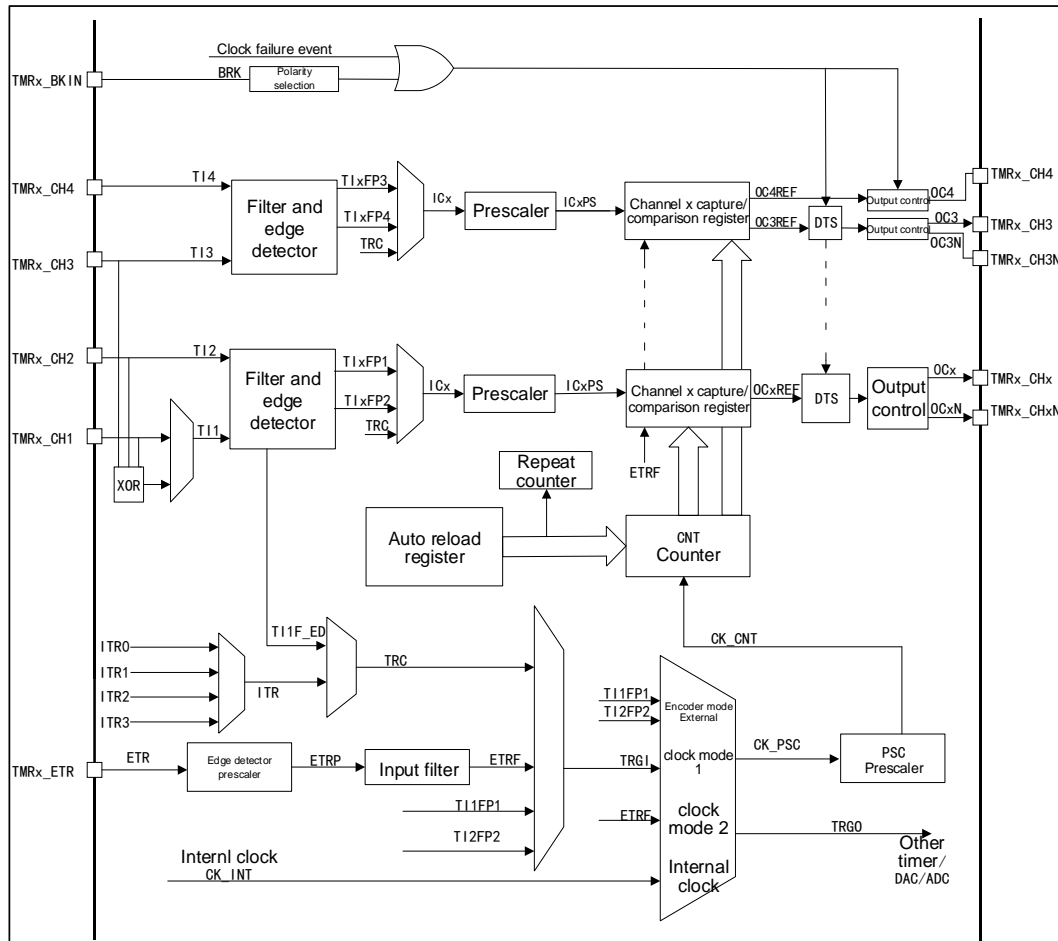 Clock failure event
TMRx_BKIN
BRK
Polarity
selection
TMRx_CH4
TI4
Filter and
edge
detector
TIxFP3
TIxFP4
TRC
ICx
Prescaler
ICxPS
Channel x capture/
comparison register
OC4REF
OC3REF
DTS
Output control
OC4
TMRx_CH4
Output control
OC3
OC3N
TMRx_CH3
TMRx_CH3N
TMRx_CH3
TI3
TMRx_CH2
TI2
Filter and
edge
detector
TIxFP1
TIxFP2
TRC
ICx
Prescaler
ICxPS
Channel x capture/
comparison register
OCxREF
DTS
Output
control
OCx
OCxN
TMRx_CHx
TMRx_CHxN
TMRx_CH1
TI1
XOR
ETRF
Repeat
counter
Auto reload
register
CNT
Counter
TI1F_ED
CK_CNT
ITR0
ITR1
ITR2
ITR3
ITR
TRC
TI1FP1
TI2FP2
Encoder mode
External
clock mode
1
clock
mode 2
Internal
clock
CK_PSC
PSC
Prescaler
TMRx_ETR
ETR
Edge detector
prescaler
ETRP
Input filter
ETRF
TRGI
TI1FP1
TI2FP2
ETRF
TRGO
Other
timer/
DAC/ADC
Internl clock
CK_INT